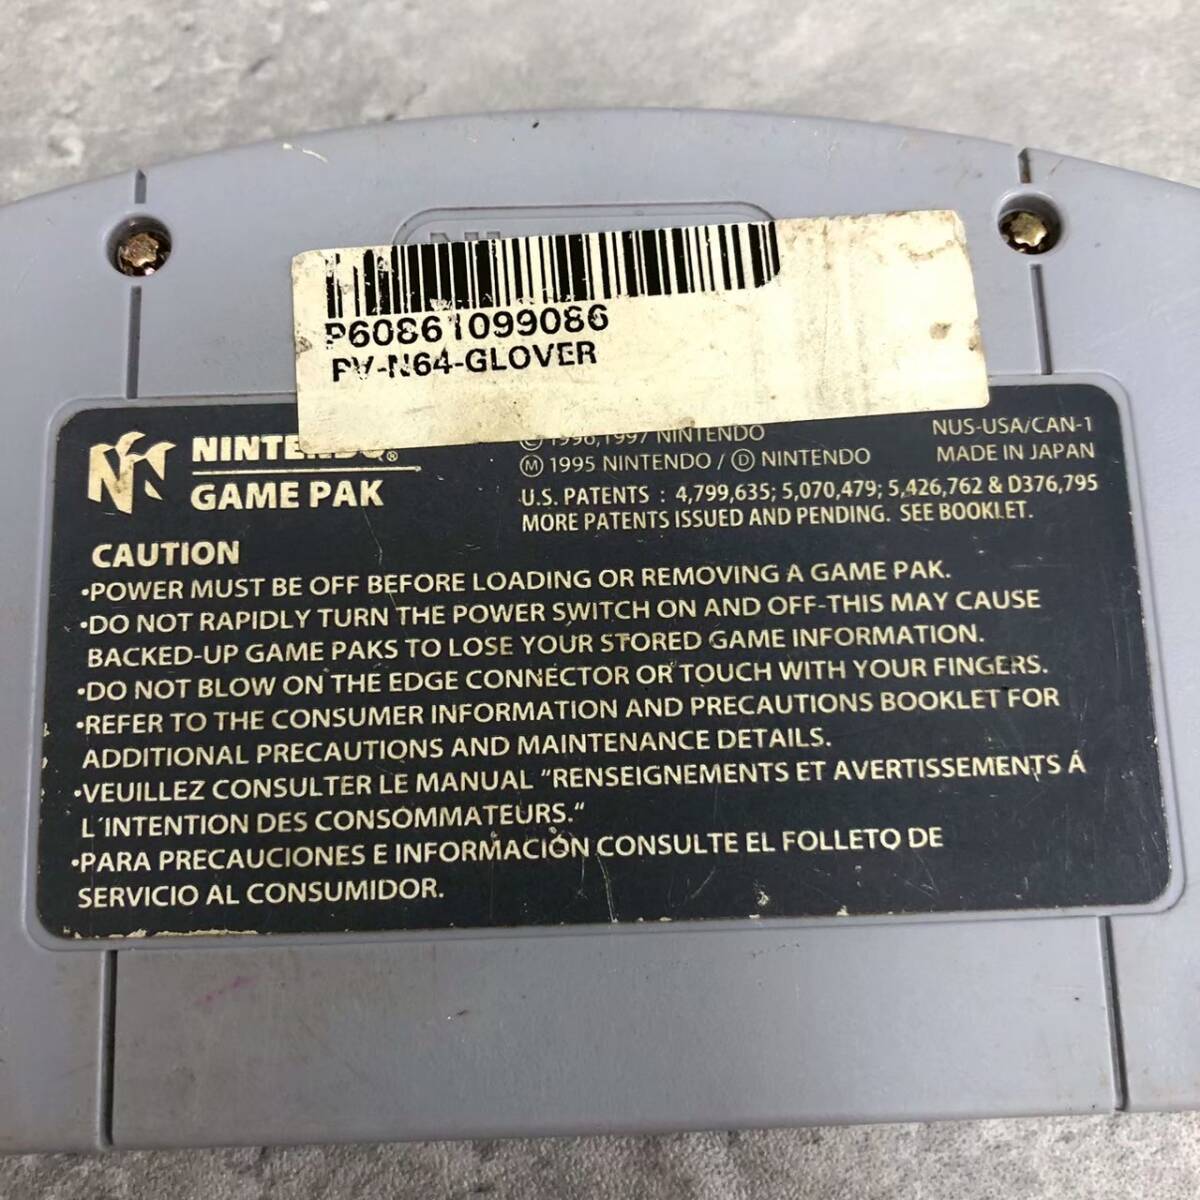 P60861099086
PV-N64-GLOVER
NINTENDO®
GAME PAK
© 1996,1997 NINTENDO
Ⓜ 1995 NINTENDO / Ⓓ NINTENDO
NUS-USA/CAN-1
MADE IN JAPAN
U.S. PATENTS : 4,799,635; 5,070,479; 5,426,762 & D376,795
MORE PATENTS ISSUED AND PENDING. SEE BOOKLET.
CAUTION
•POWER MUST BE OFF BEFORE LOADING OR REMOVING A GAME PAK.
•DO NOT RAPIDLY TURN THE POWER SWITCH ON AND OFF-THIS MAY CAUSE
BACKED-UP GAME PAKS TO LOSE YOUR STORED GAME INFORMATION.
•DO NOT BLOW ON THE EDGE CONNECTOR OR TOUCH WITH YOUR FINGERS.
•REFER TO THE CONSUMER INFORMATION AND PRECAUTIONS BOOKLET FOR
ADDITIONAL PRECAUTIONS AND MAINTENANCE DETAILS.
•VEUILLEZ CONSULTER LE MANUAL "RENSEIGNEMENTS ET AVERTISSEMENTS Á
L'INTENTION DES CONSOMMATEURS."
•PARA PRECAUCIONES E INFORMACIÓN CONSULTE EL FOLLETO DE
SERVICIO AL CONSUMIDOR.